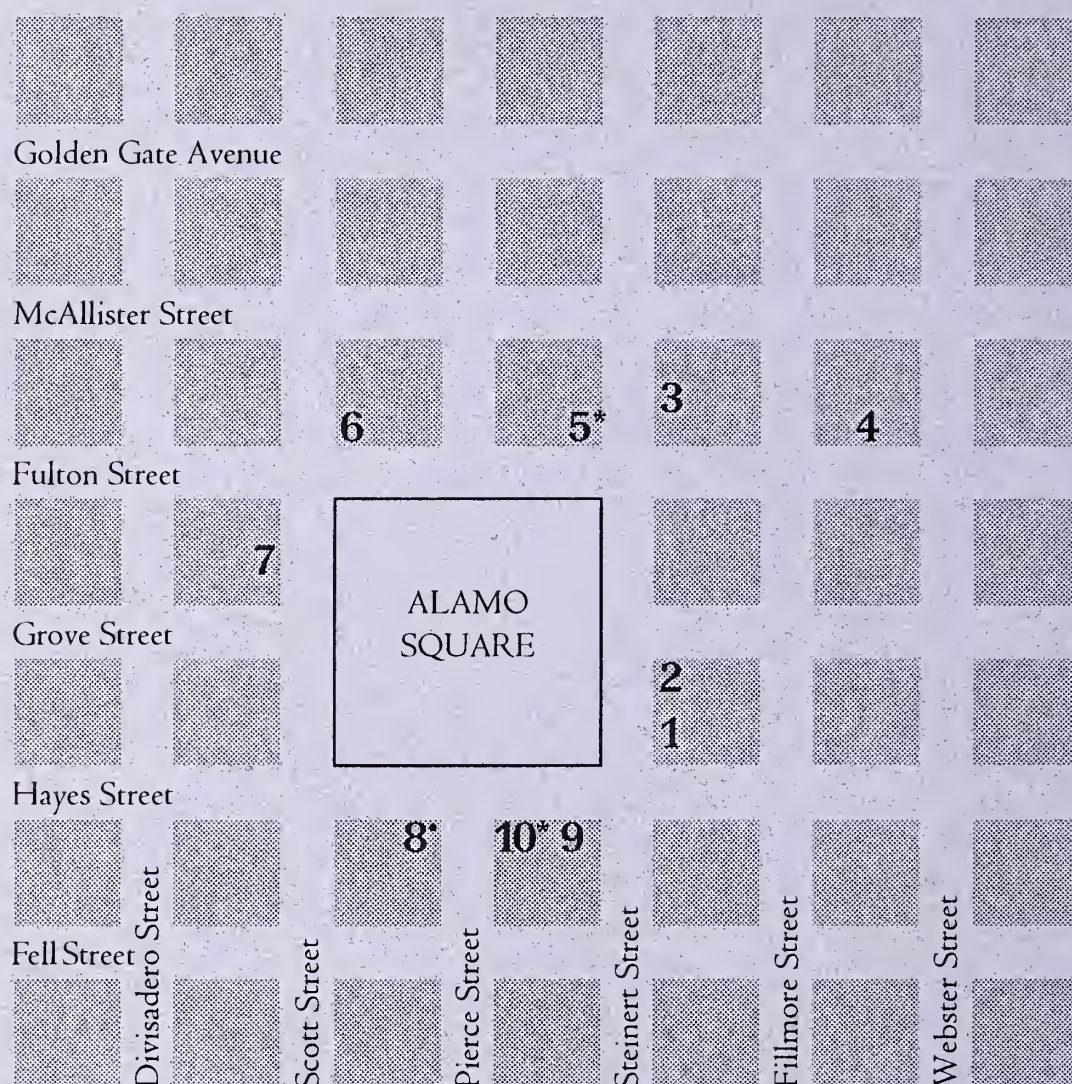 Golden Gate Avenue
McAllister Street
3
6 5* 4
Fulton Street
7
ALAMO
SQUARE
Grove Street
2
1
Hayes Street
8* 10* 9
Fell Street
Divisadero Street
Scott Street
Pierce Street
Steinert Street
Fillmore Street
Webster Street